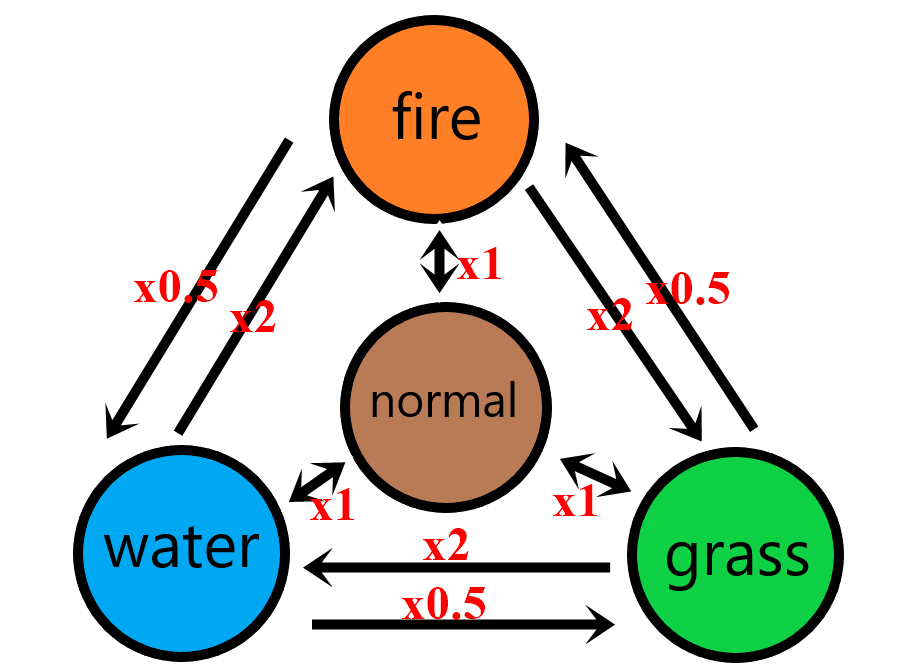 fire
x1
x0.5
x2
x2
x0.5
normal
x1
x1
water
x2
x0.5
grass